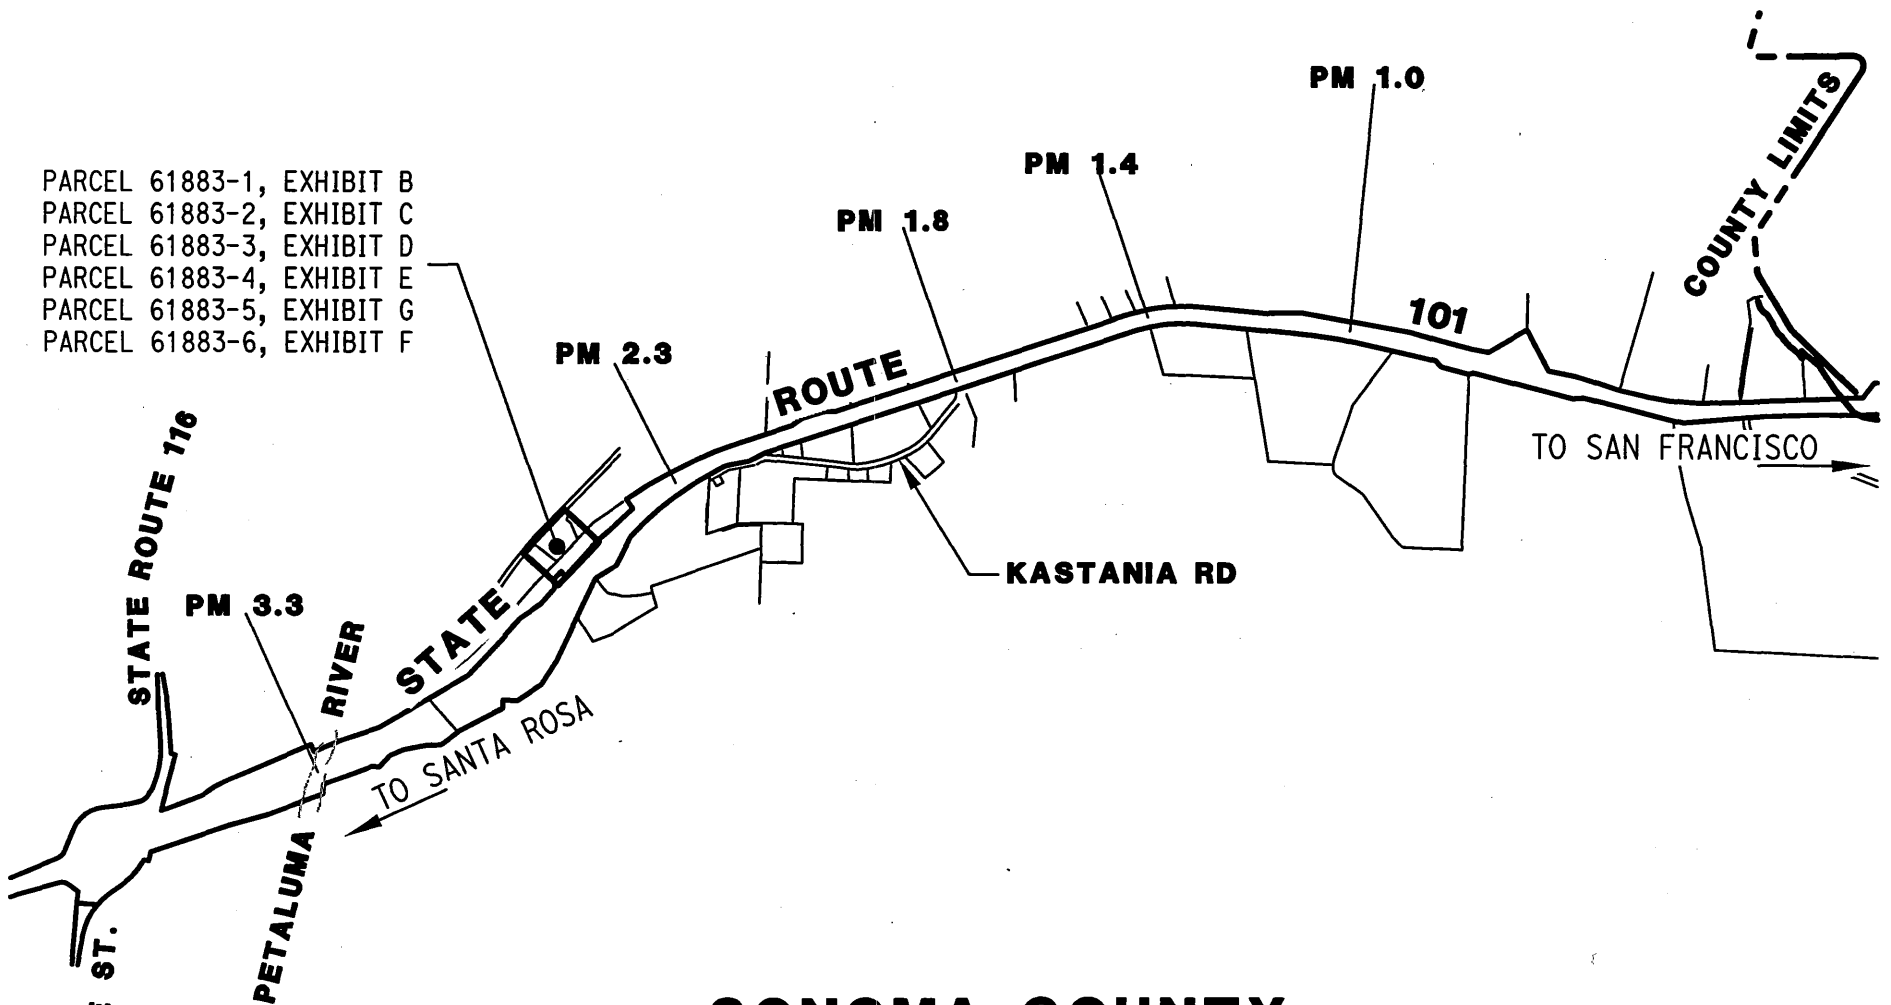 PM 1.0
COUNTY LIMITS
PM 1.4
PARCEL 61883-1, EXHIBIT B
PARCEL 61883-2, EXHIBIT C
PARCEL 61883-3, EXHIBIT D
PARCEL 61883-4, EXHIBIT E
PARCEL 61883-5, EXHIBIT G
PARCEL 61883-6, EXHIBIT F
PM 1.8
PM 2.3
STATE ROUTE 101
STATE ROUTE 116
TO SAN FRANCISCO
KASTANIA RD
PM 3.3
PETALUMA RIVER
TO SANTA ROSA
ST.
SONOMA COUNTY